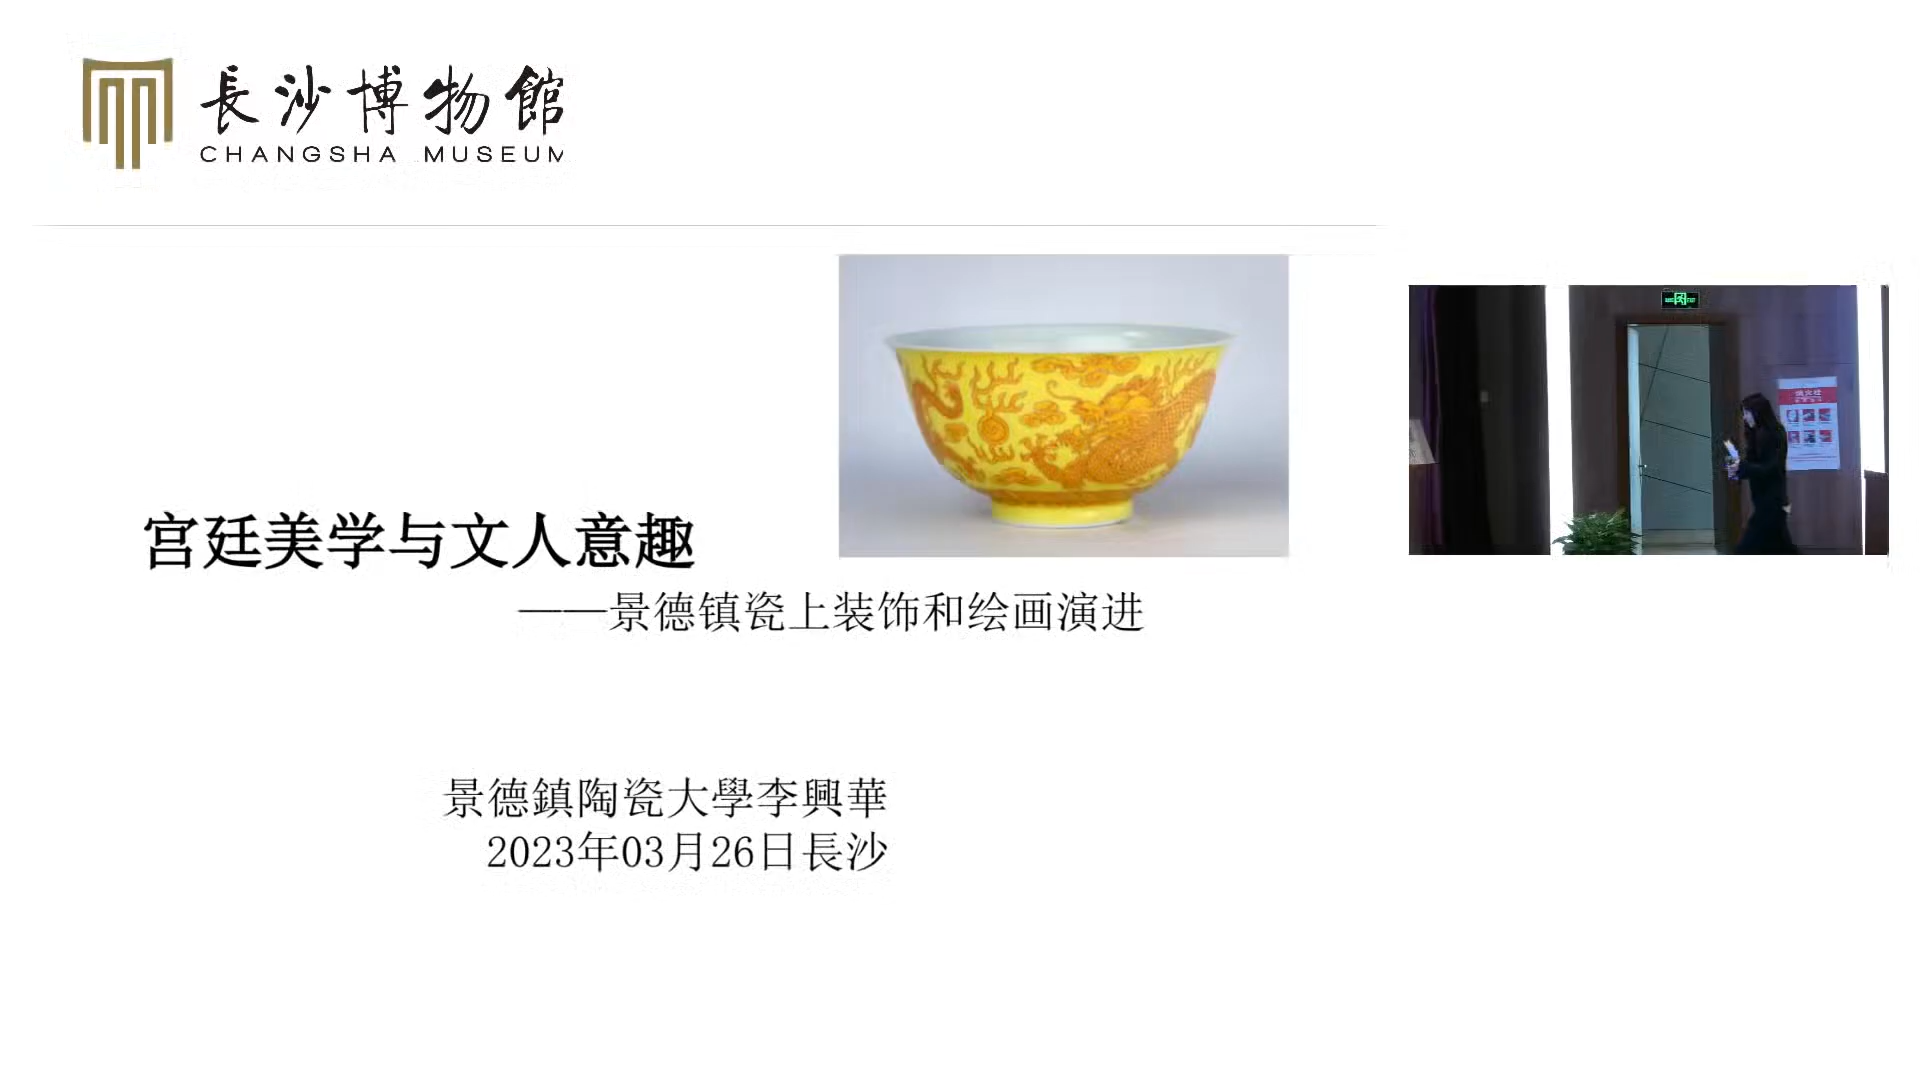 長沙博物館
CHANGSHA MUSEUM
宫廷美学与文人意趣
——景德镇瓷上装饰和绘画演进
景德鎮陶瓷大學李興華
2023年03月26日長沙